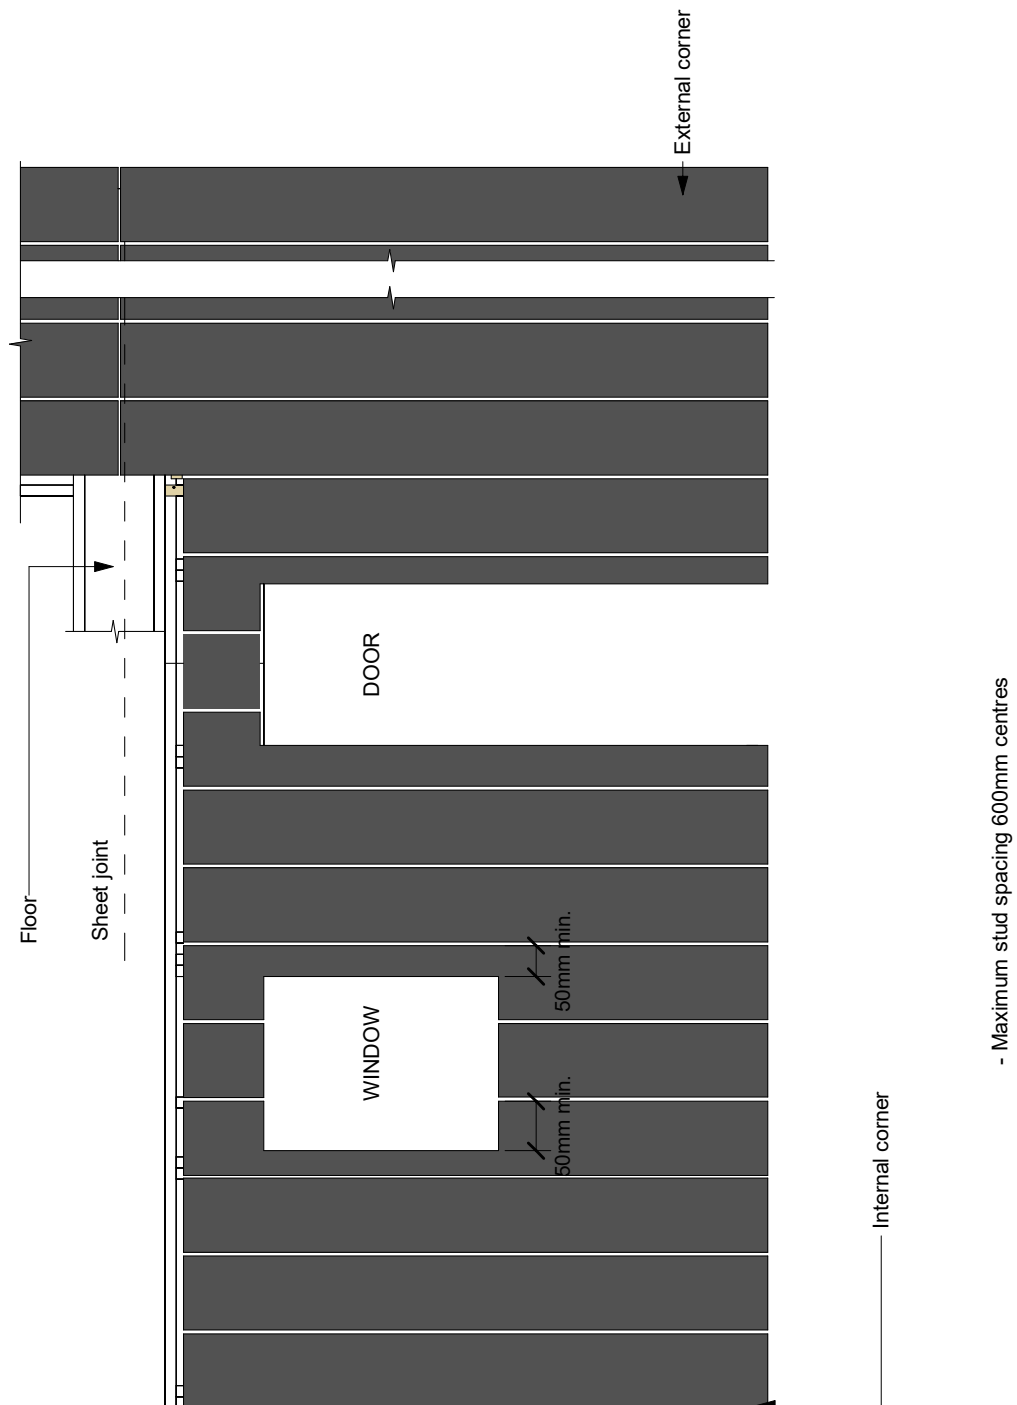 Floor
Sheet joint
External corner
DOOR
WINDOW
50mm min.
50mm min.
Internal corner
- Maximum stud spacing 600mm centres